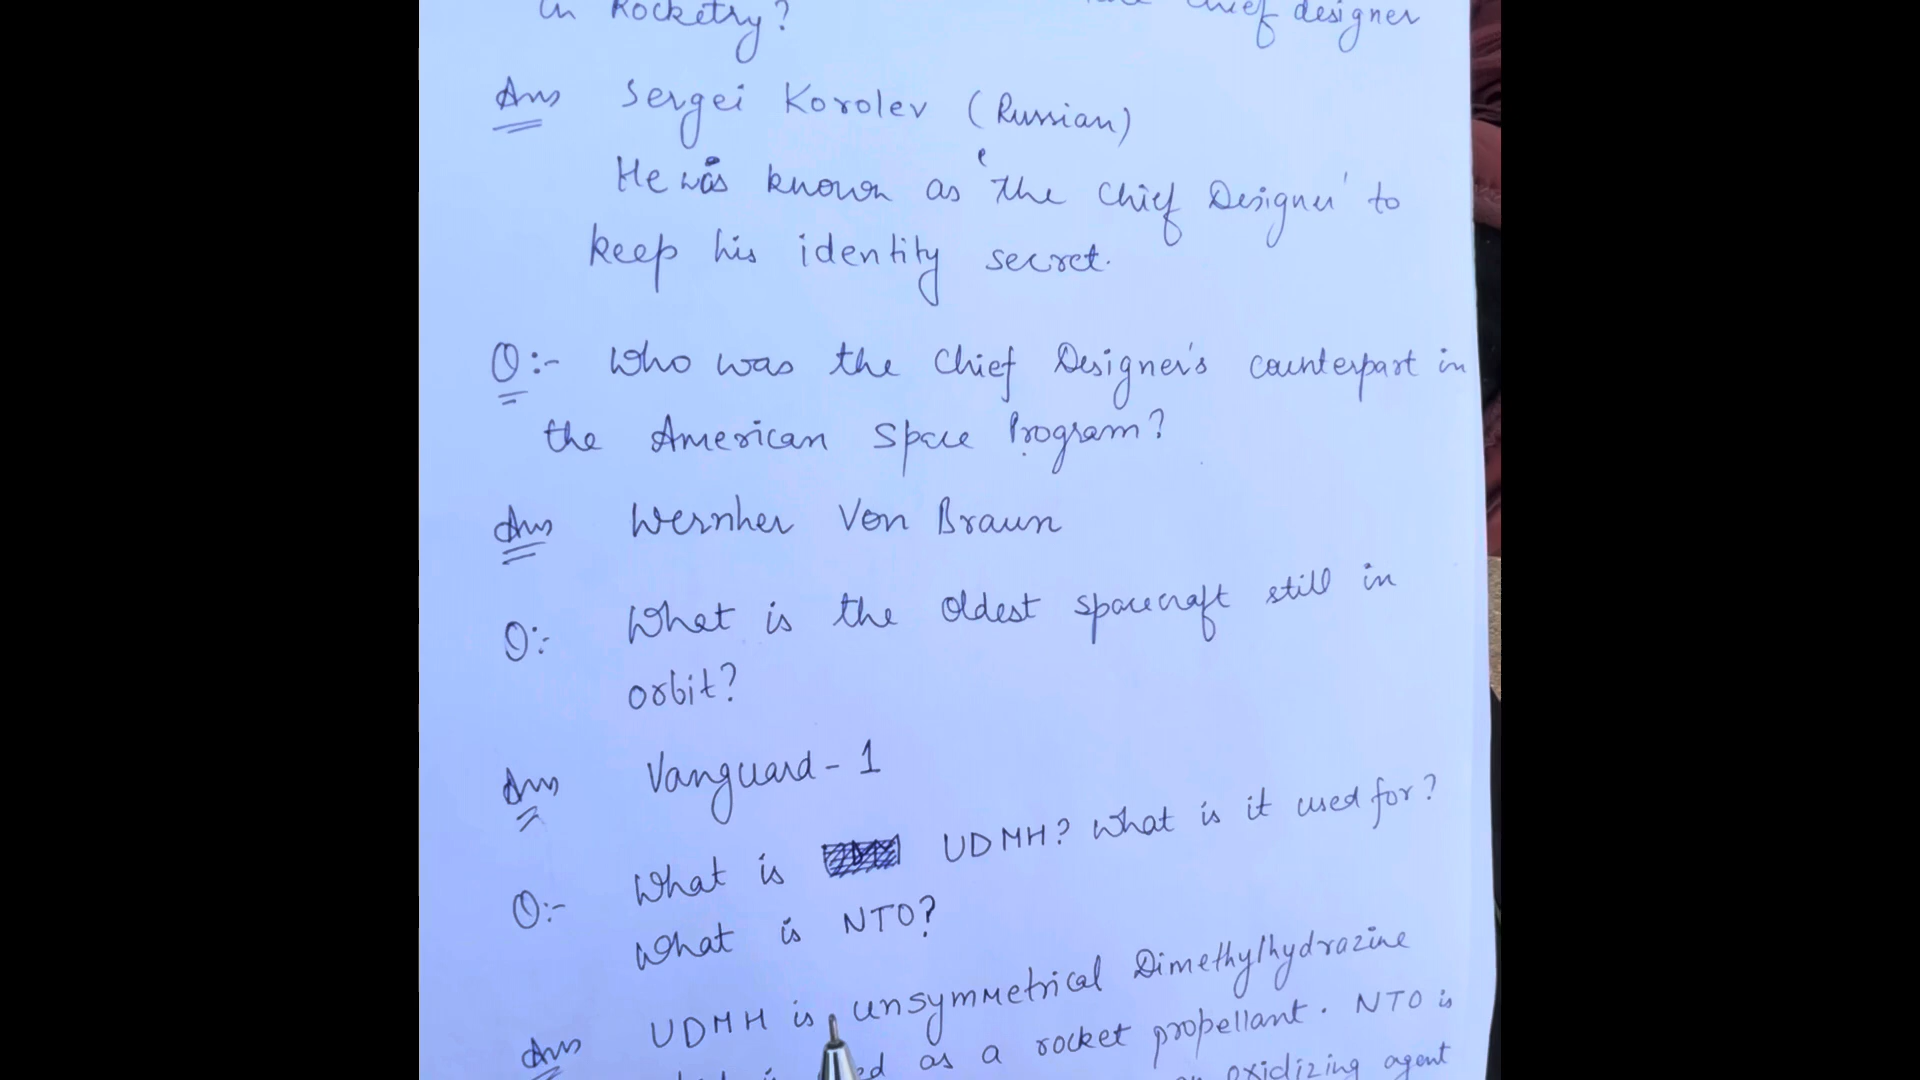 in Rocketry? chief designer
Ans Sergei Korolev (Russian)
He was known as 'the Chief Designer' to
keep his identity secret.
Q:- Who was the Chief Designer's counterpart in
the American Space Program?
Ans Wernher Von Braun
Q:- What is the oldest spacecraft still in
orbit?
Ans Vanguard-1
Q:- What is UDMH? What is it used for?
What is NTO?
Ans UDMH is unsymmetrical Dimethylhydrazine
as a rocket propellant. NTO is
oxidizing agent